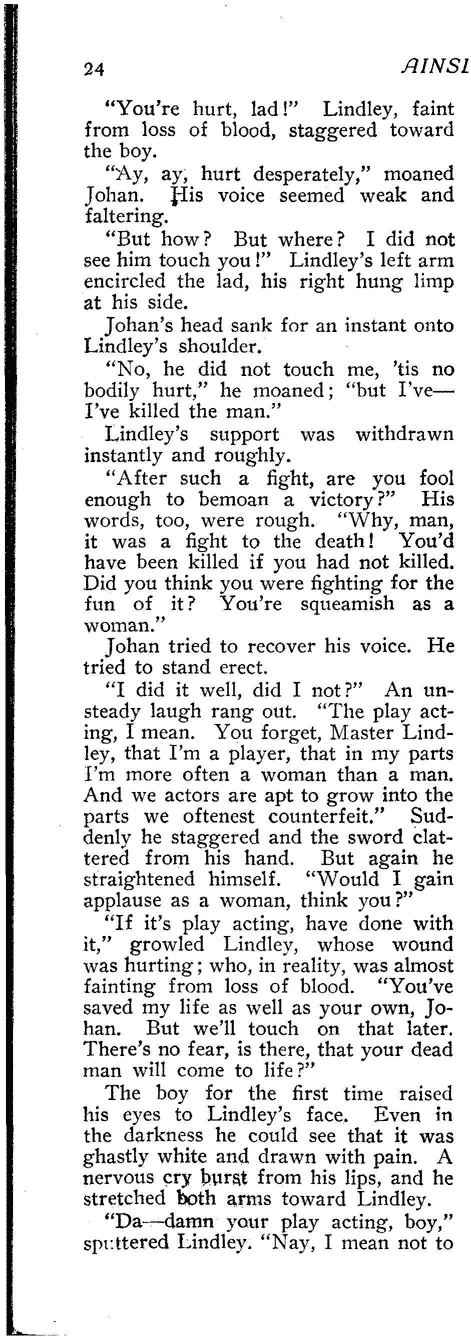 24 AINSL
"You're hurt, lad!" Lindley, faint
from loss of blood, staggered toward
the boy.
"Ay, ay, hurt desperately," moaned
Johan. His voice seemed weak and
faltering.
"But how? But where? I did not
see him touch you!" Lindley's left arm
encircled the lad, his right hung limp
at his side.
Johan's head sank for an instant onto
Lindley's shoulder.
"No, he did not touch me, 'tis no
bodily hurt," he moaned; "but I've—
I've killed the man."
Lindley's support was withdrawn
instantly and roughly.
"After such a fight, are you fool
enough to bemoan a victory?" His
words, too, were rough. "Why, man,
it was a fight to the death! You'd
have been killed if you had not killed.
Did you think you were fighting for the
fun of it? You're squeamish as a
woman."
Johan tried to recover his voice. He
tried to stand erect.
"I did it well, did I not?" An un-
steady laugh rang out. "The play act-
ing, I mean. You forget, Master Lind-
ley, that I'm a player, that in my parts
I'm more often a woman than a man.
And we actors are apt to grow into the
parts we oftenest counterfeit." Sud-
denly he staggered and the sword clat-
tered from his hand. But again he
straightened himself. "Would I gain
applause as a woman, think you?"
"If it's play acting, have done with
it," growled Lindley, whose wound
was hurting; who, in reality, was almost
fainting from loss of blood. "You've
saved my life as well as your own, Jo-
han. But we'll touch on that later.
There's no fear, is there, that your dead
man will come to life?"
The boy for the first time raised
his eyes to Lindley's face. Even in
the darkness he could see that it was
ghastly white and drawn with pain. A
nervous cry burst from his lips, and he
stretched both arms toward Lindley.
"Da—damn your play acting, boy,"
sputtered Lindley. "Nay, I mean not to